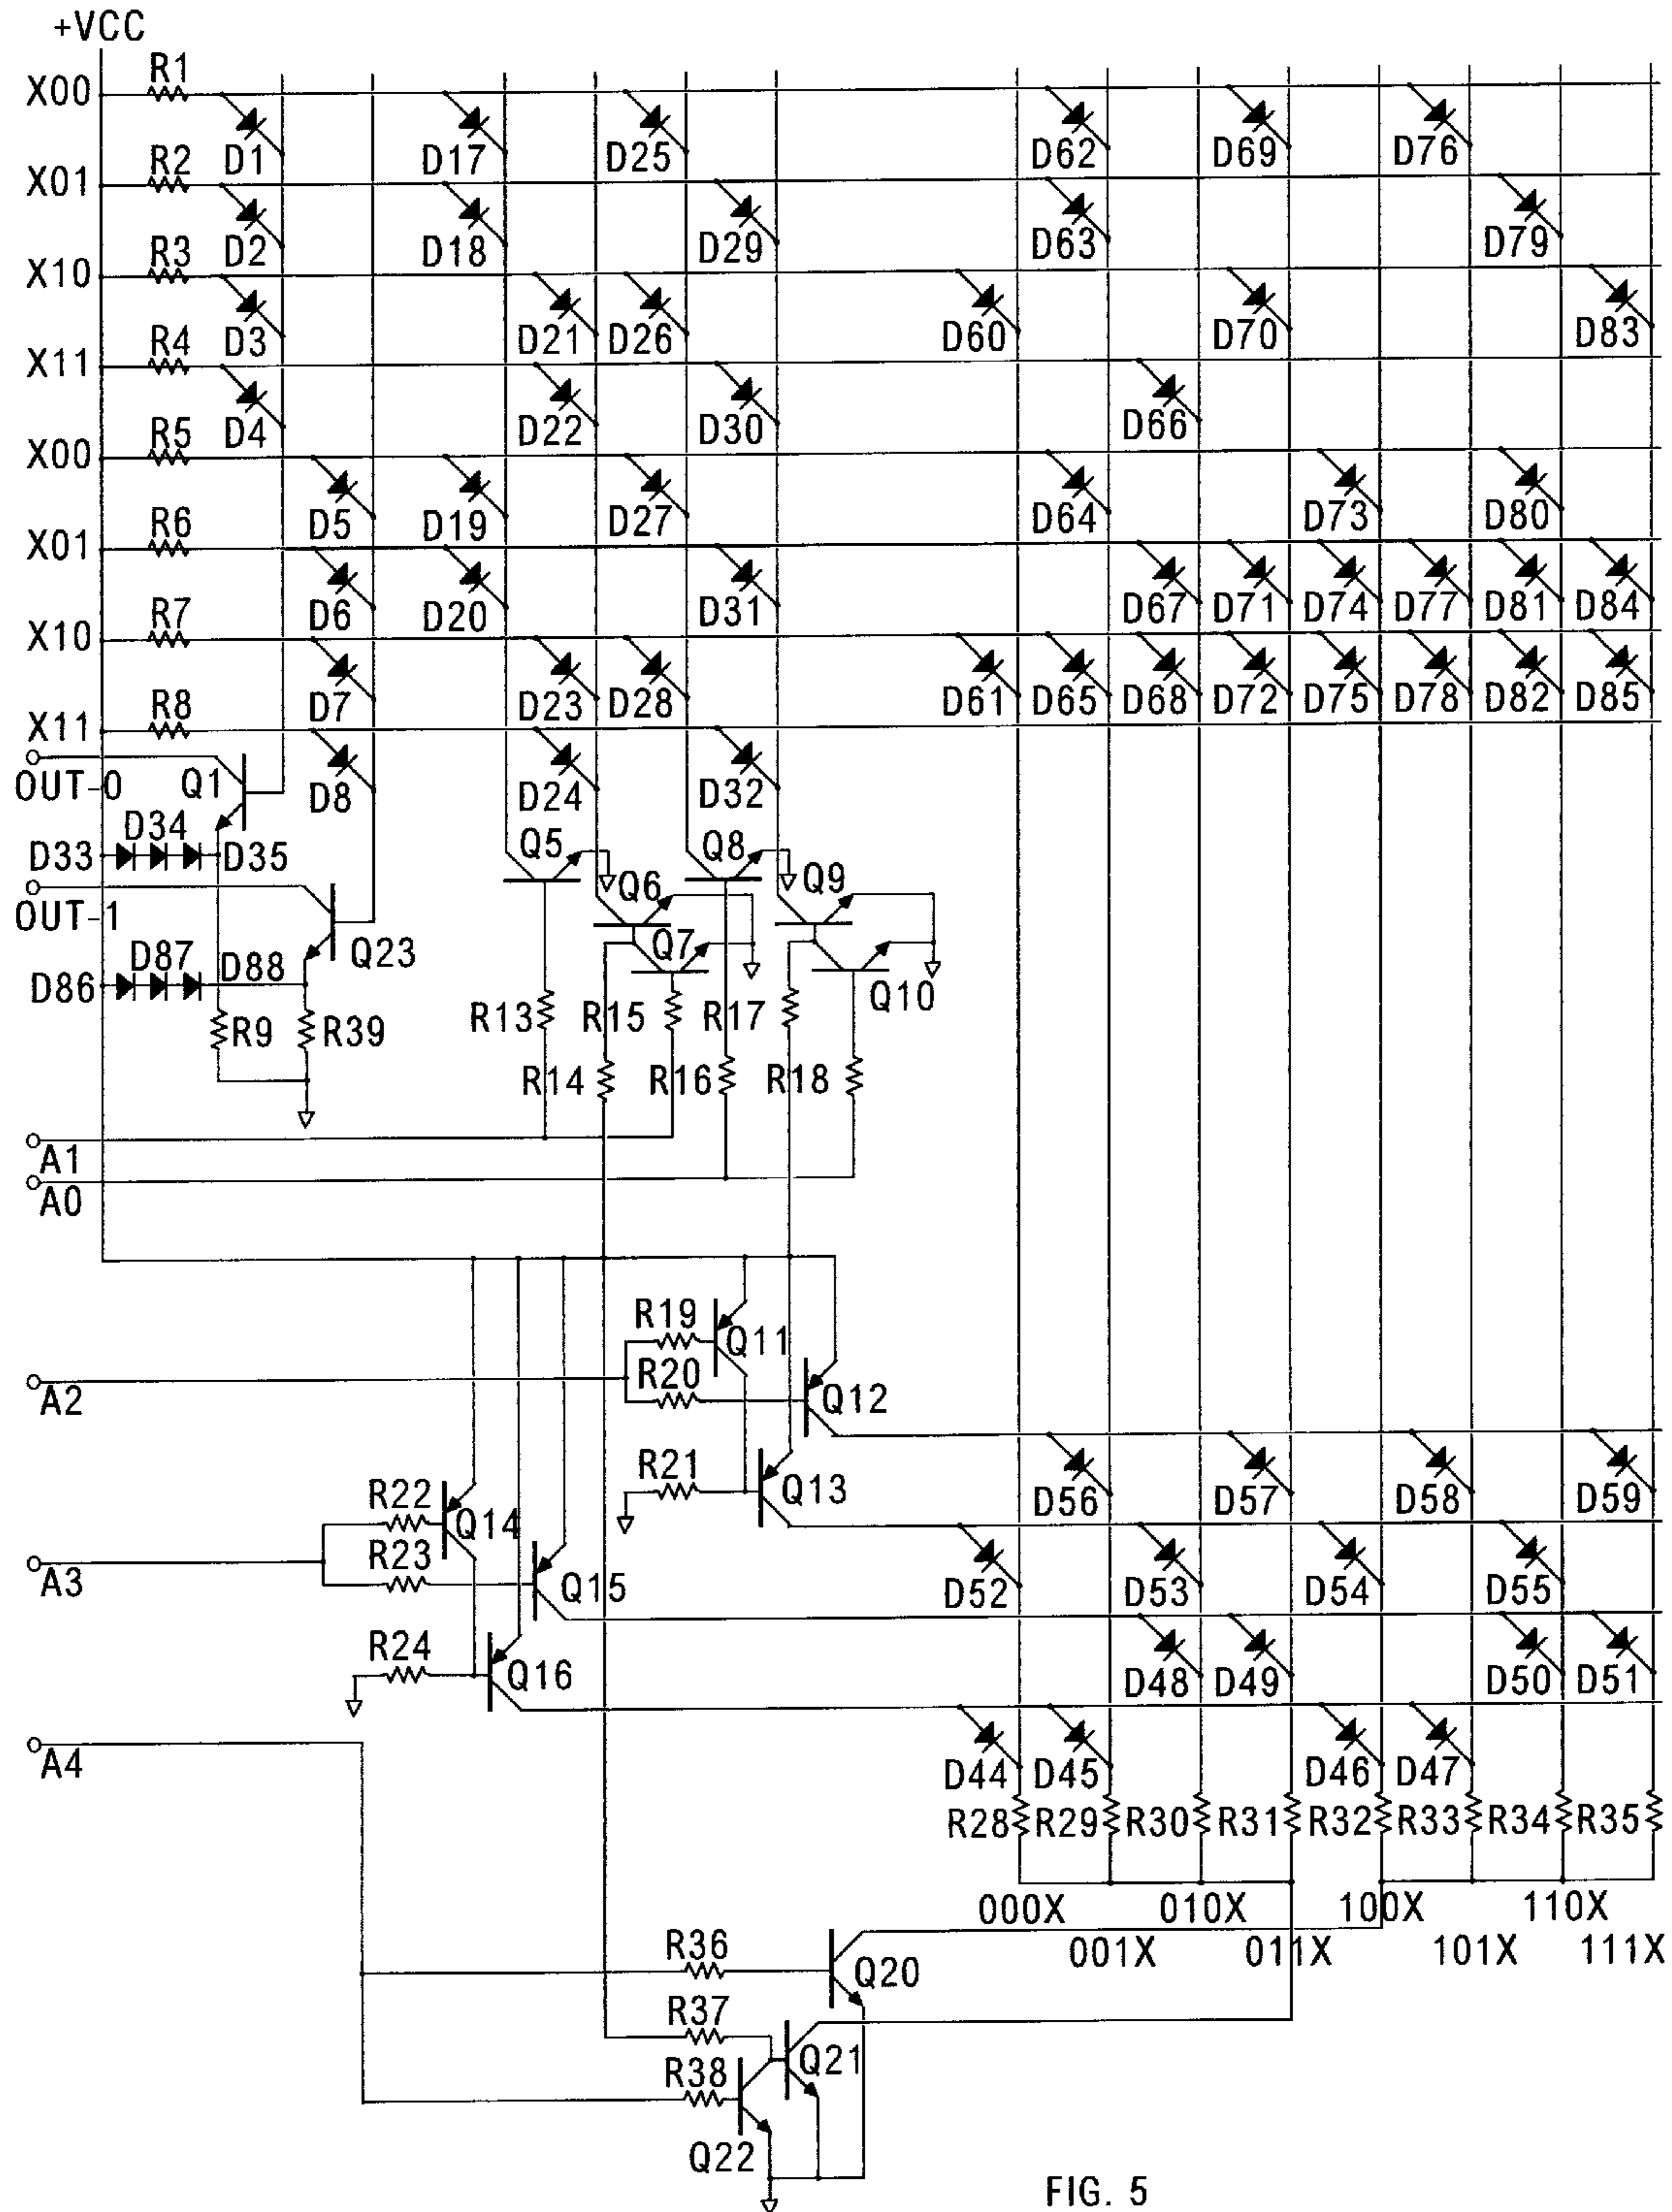 +VCC
R1
X00
D1 D17 D25 D62 D69 D76
R2
X01
D2 D18 D29 D63 D79
R3
X10
D3 D21 D26 D60 D70 D83
R4
X11
D4 D22 D30 D66
R5
X00
D5 D19 D27 D64 D73 D80
R6
X01
D6 D20 D31 D67 D71 D74 D77 D81 D84
R7
X10
D7 D23 D28 D61 D65 D68 D72 D75 D78 D82 D85
R8
X11
OUT-0 Q1 D8 D24 D32
D34 Q5 Q8
D33 D35 Q6 Q9
OUT-1 Q7
D87 D88 Q23
D86 Q10
R9 R39 R13 R15 R17
R14 R16 R18
A1
A0
R19 Q11
R20
A2 Q12
R21 Q13 D56 D57 D58 D59
R22 Q14
R23
A3 Q15 D52 D53 D54 D55
R24 Q16 D48 D49 D50 D51
A4 D44 D45 D46 D47
R28 R29 R30 R31 R32 R33 R34 R35
000X 010X 100X 110X
001X 011X 101X 111X
R36 Q20
R37
R38 Q21
Q22
FIG. 5